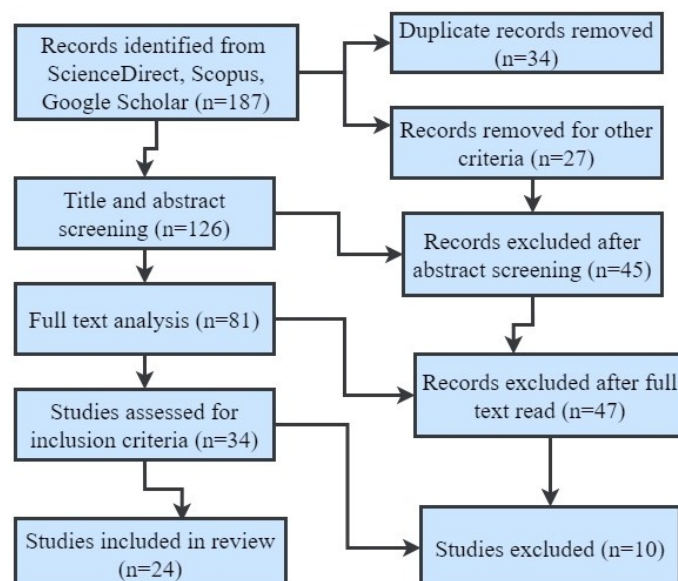 Records identified from
ScienceDirect, Scopus,
Google Scholar (n=187)
Duplicate records removed
(n=34)
Records removed for other
criteria (n=27)
Title and abstract
screening (n=126)
Records excluded after
abstract screening (n=45)
Full text analysis (n=81)
Records excluded after full
text read (n=47)
Studies assessed for
inclusion criteria (n=34)
Studies included in review
(n=24)
Studies excluded (n=10)